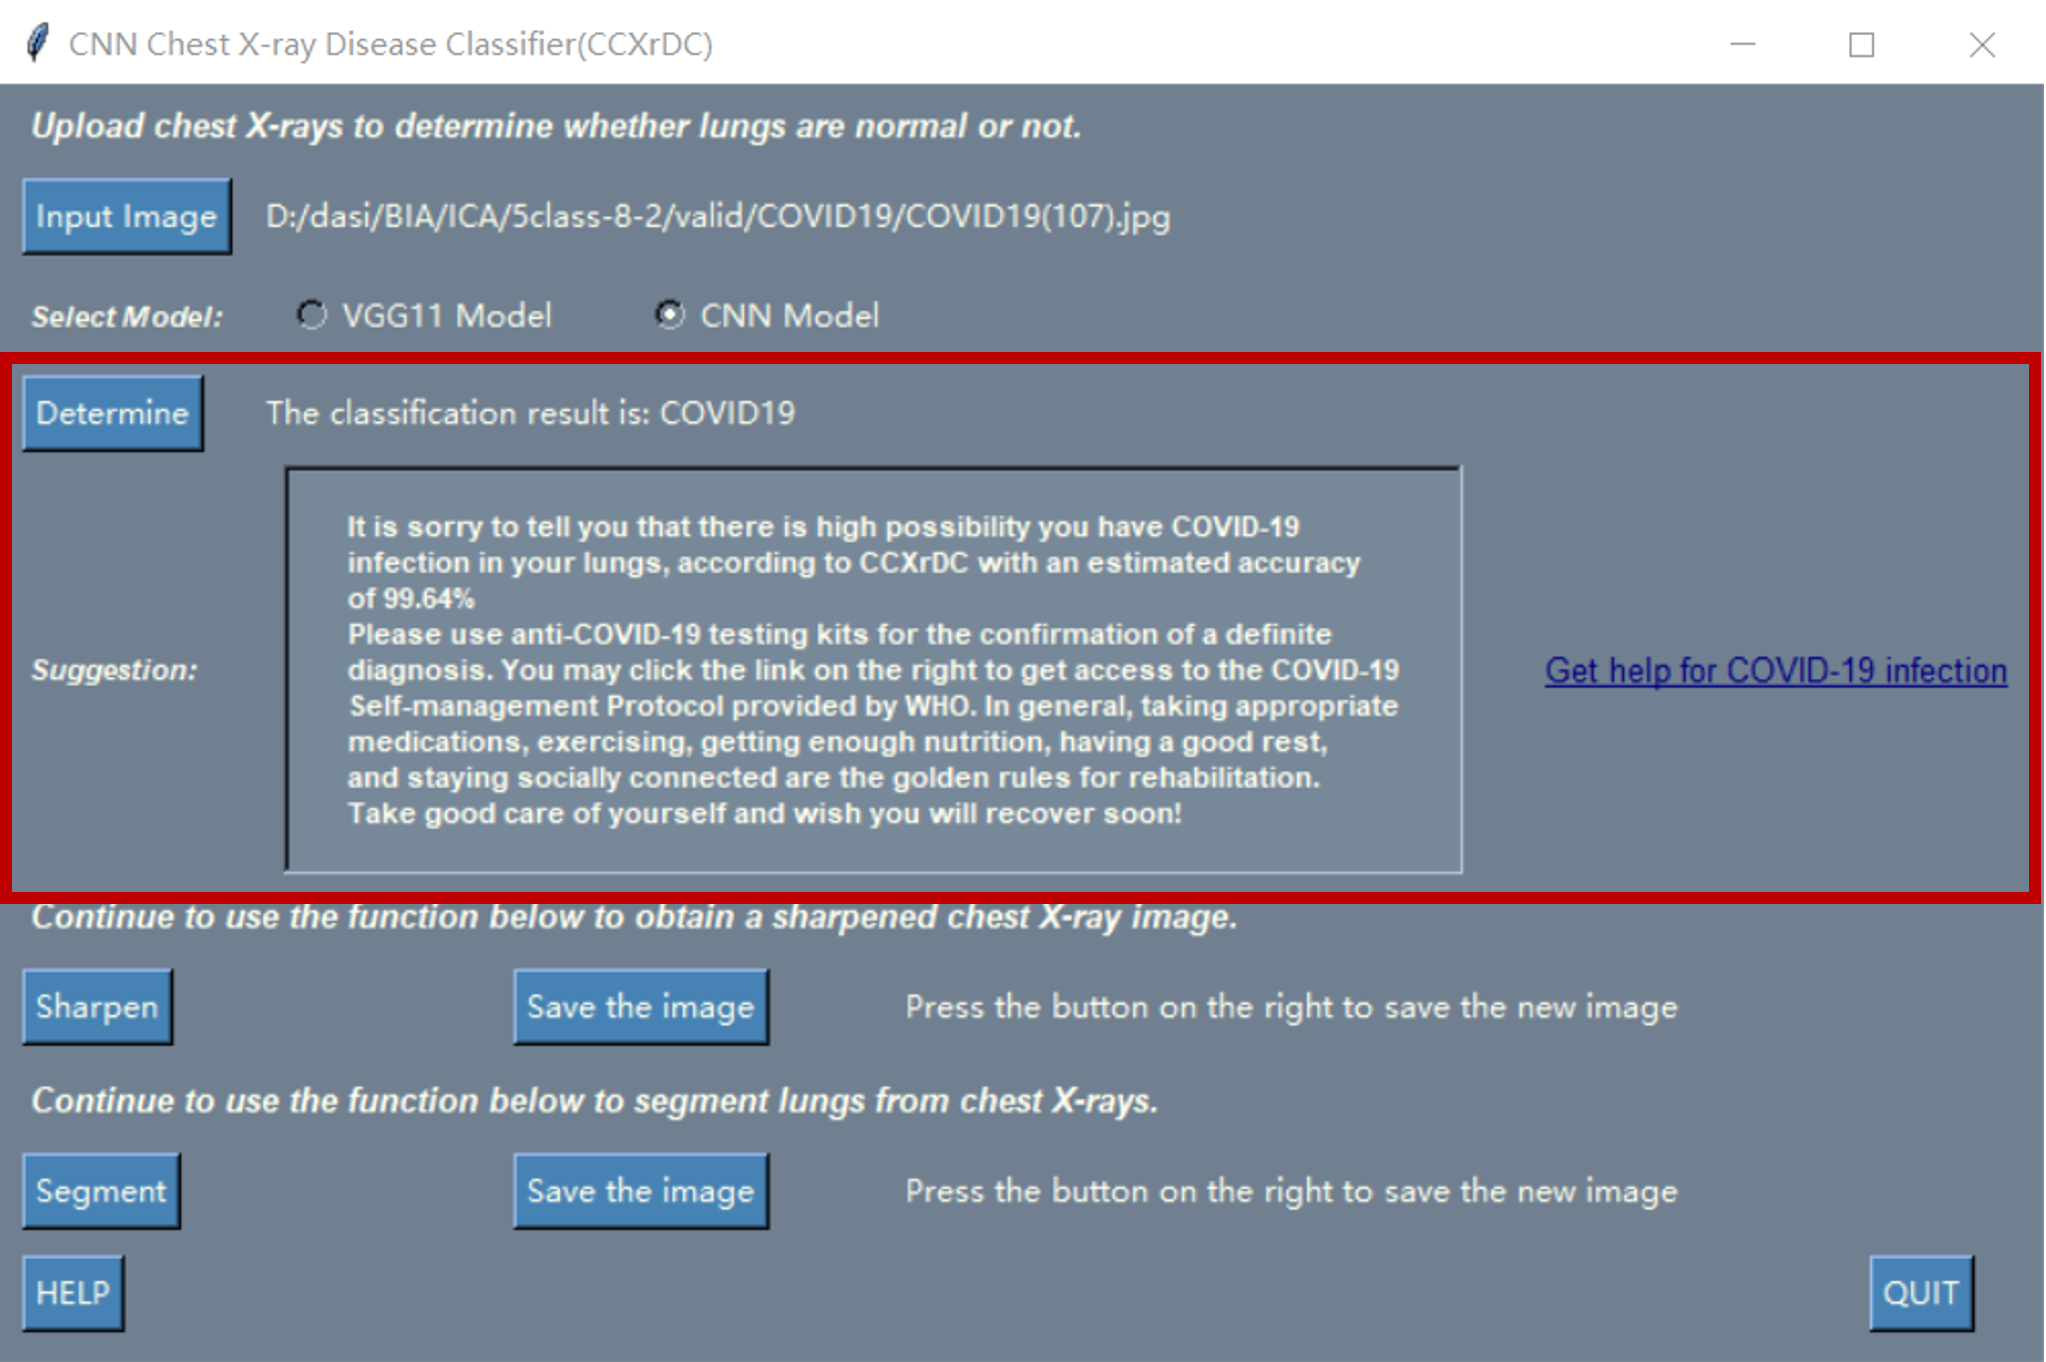 CNN Chest X-ray Disease Classifier(CCXrDC)
Upload chest X-rays to determine whether lungs are normal or not.
Input Image D:/dasi/BIA/ICA/5class-8-2/valid/COVID19/COVID19(107).jpg
Select Model: VGG11 Model CNN Model
Determine The classification result is: COVID19
It is sorry to tell you that there is high possibility you have COVID-19
infection in your lungs, according to CCXrDC with an estimated accuracy
of 99.64%
Please use anti-COVID-19 testing kits for the confirmation of a definite
diagnosis. You may click the link on the right to get access to the COVID-19
Self-management Protocol provided by WHO. In general, taking appropriate
medications, exercising, getting enough nutrition, having a good rest,
and staying socially connected are the golden rules for rehabilitation.
Take good care of yourself and wish you will recover soon!
Suggestion:
Get help for COVID-19 infection
Continue to use the function below to obtain a sharpened chest X-ray image.
Sharpen Save the image Press the button on the right to save the new image
Continue to use the function below to segment lungs from chest X-rays.
Segment Save the image Press the button on the right to save the new image
HELP QUIT